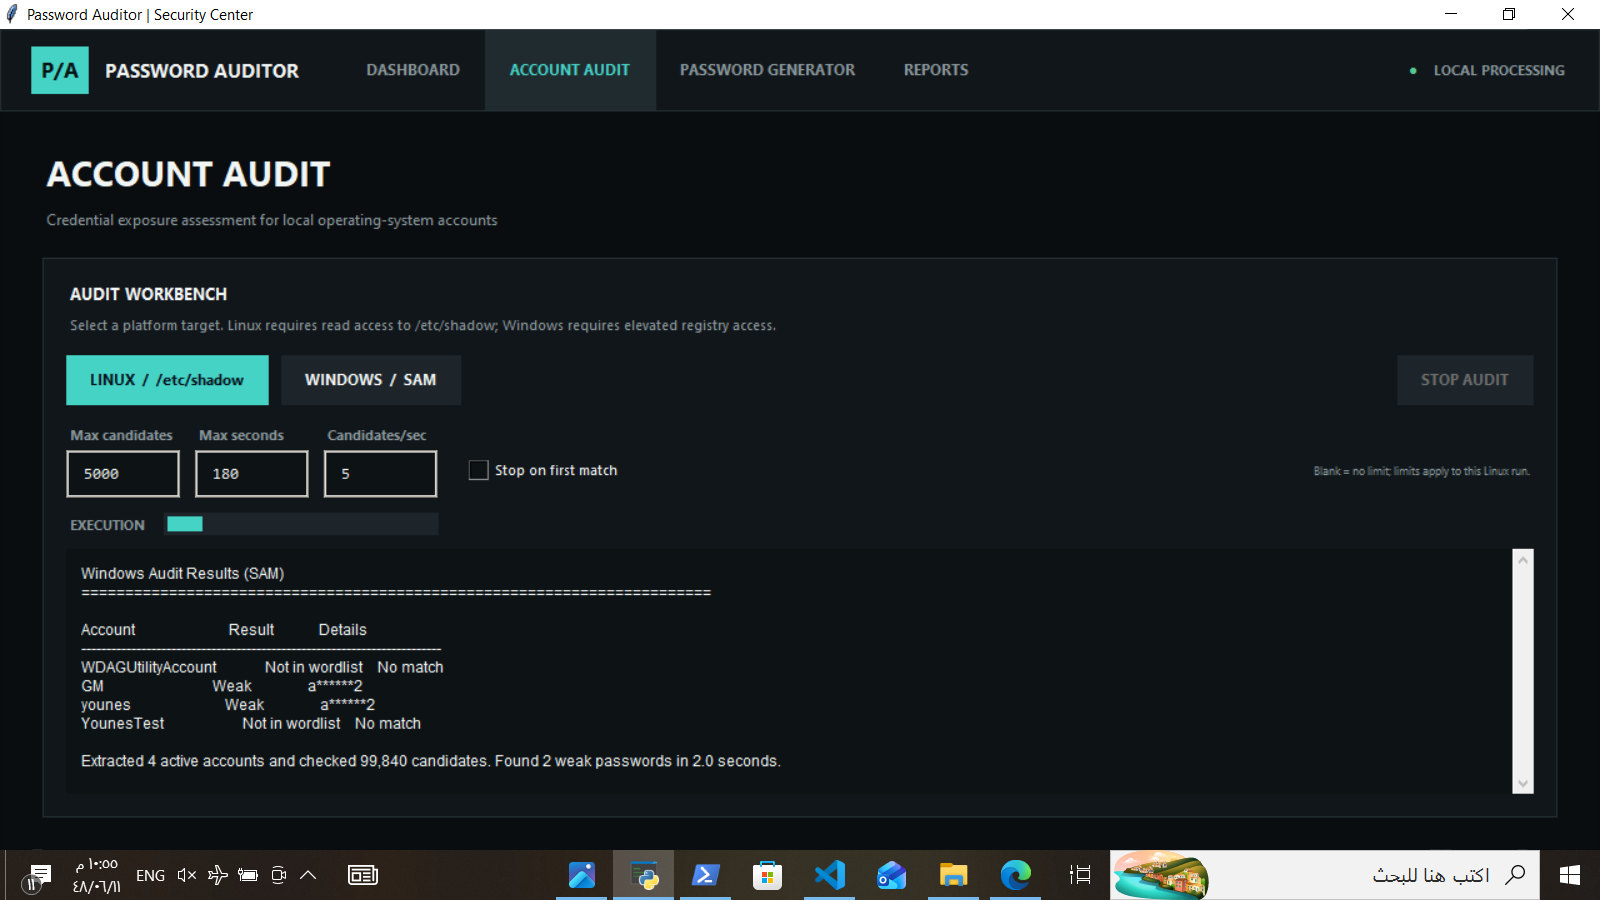 Password Auditor | Security Center
P/A PASSWORD AUDITOR DASHBOARD ACCOUNT AUDIT PASSWORD GENERATOR REPORTS LOCAL PROCESSING
ACCOUNT AUDIT
Credential exposure assessment for local operating-system accounts
AUDIT WORKBENCH
Select a platform target. Linux requires read access to /etc/shadow; Windows requires elevated registry access.
LINUX / /etc/shadow WINDOWS / SAM STOP AUDIT
Max candidates Max seconds Candidates/sec
5000 180 5 Stop on first match Blank = no limit; limits apply to this Linux run.
EXECUTION
Windows Audit Results (SAM)
========================================================================
Account Result Details
------------------------------------------------------------------------
WDAGUtilityAccount Not in wordlist No match
GM Weak a******2
younes Weak a******2
YounesTest Not in wordlist No match
Extracted 4 active accounts and checked 99,840 candidates. Found 2 weak passwords in 2.0 seconds.
١٠:٥٥ م
٤٨/٠٦/١١
١١
ENG
اكتب هنا للبحث